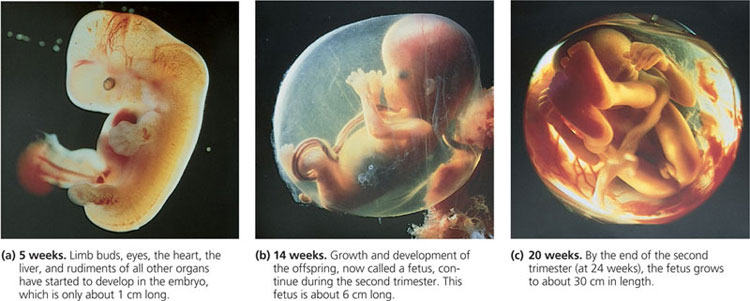 (a) 5 weeks. Limb buds, eyes, the heart, the
liver, and rudiments of all other organs
have started to develop in the embryo,
which is only about 1 cm long.
(b) 14 weeks. Growth and development of
the offspring, now called a fetus, con-
tinue during the second trimester. This
fetus is about 6 cm long.
(c) 20 weeks. By the end of the second
trimester (at 24 weeks), the fetus grows
to about 30 cm in length.